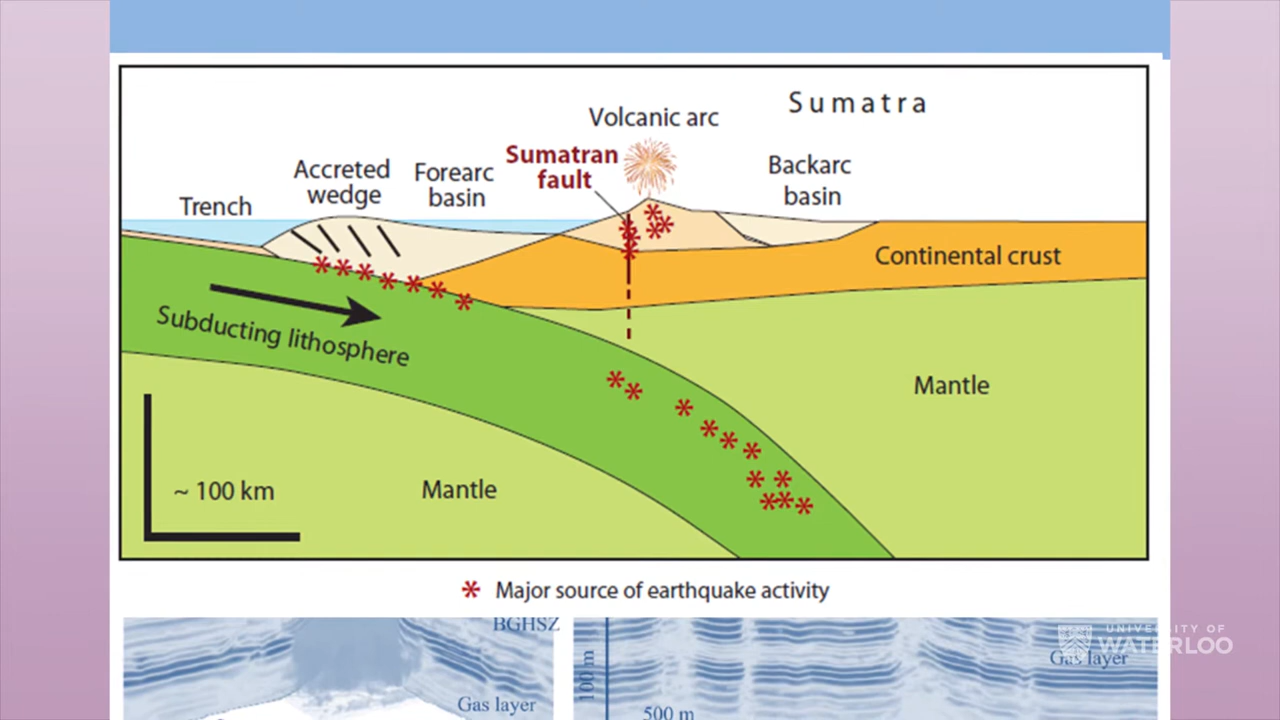 Sumatra
Volcanic arc
Sumatran
fault
Accreted
wedge
Forearc
basin
Backarc
basin
Trench
Continental crust
Subducting lithosphere
Mantle
~ 100 km
Mantle
* Major source of earthquake activity
BGHSZ
Gas layer
100 m
500 m
Gas layer
UNIVERSITY OF
WATERLOO